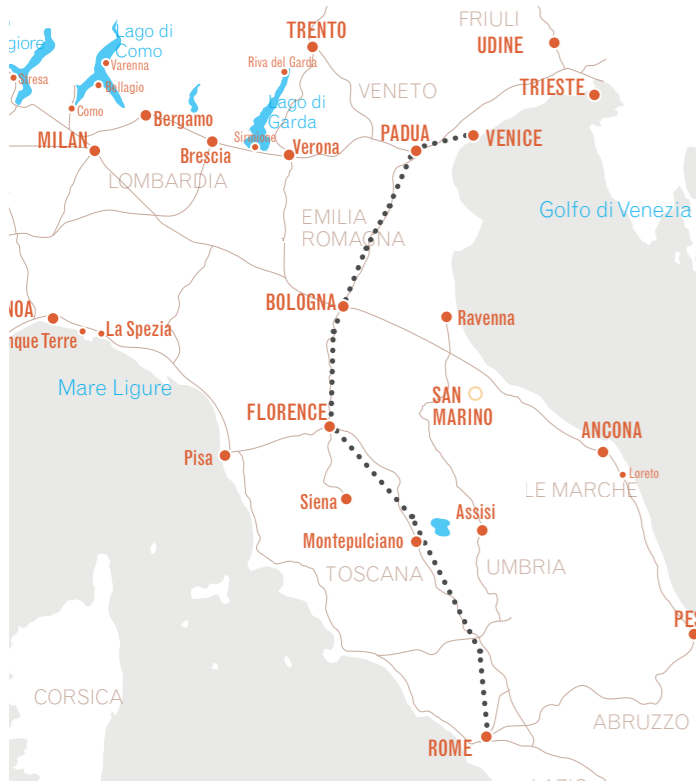 FRIULI
TRENTO
UDINE
Lago di
Como
giore
Varenna
Riva del Garda
Stresa
Bellagio
VENETO
TRIESTE
Lago di
Garda
Como
Bergamo
PADUA
VENICE
MILAN
Sirmione
Brescia
Verona
LOMBARDIA
Golfo di Venezia
EMILIA
ROMAGNA
BOLOGNA
NOA
Ravenna
La Spezia
nque Terre
Mare Ligure
SAN
MARINO
FLORENCE
ANCONA
Pisa
Loreto
LE MARCHE
Siena
Assisi
Montepulciano
TOSCANA
UMBRIA
PES
CORSICA
ABRUZZO
ROME
LAZIO